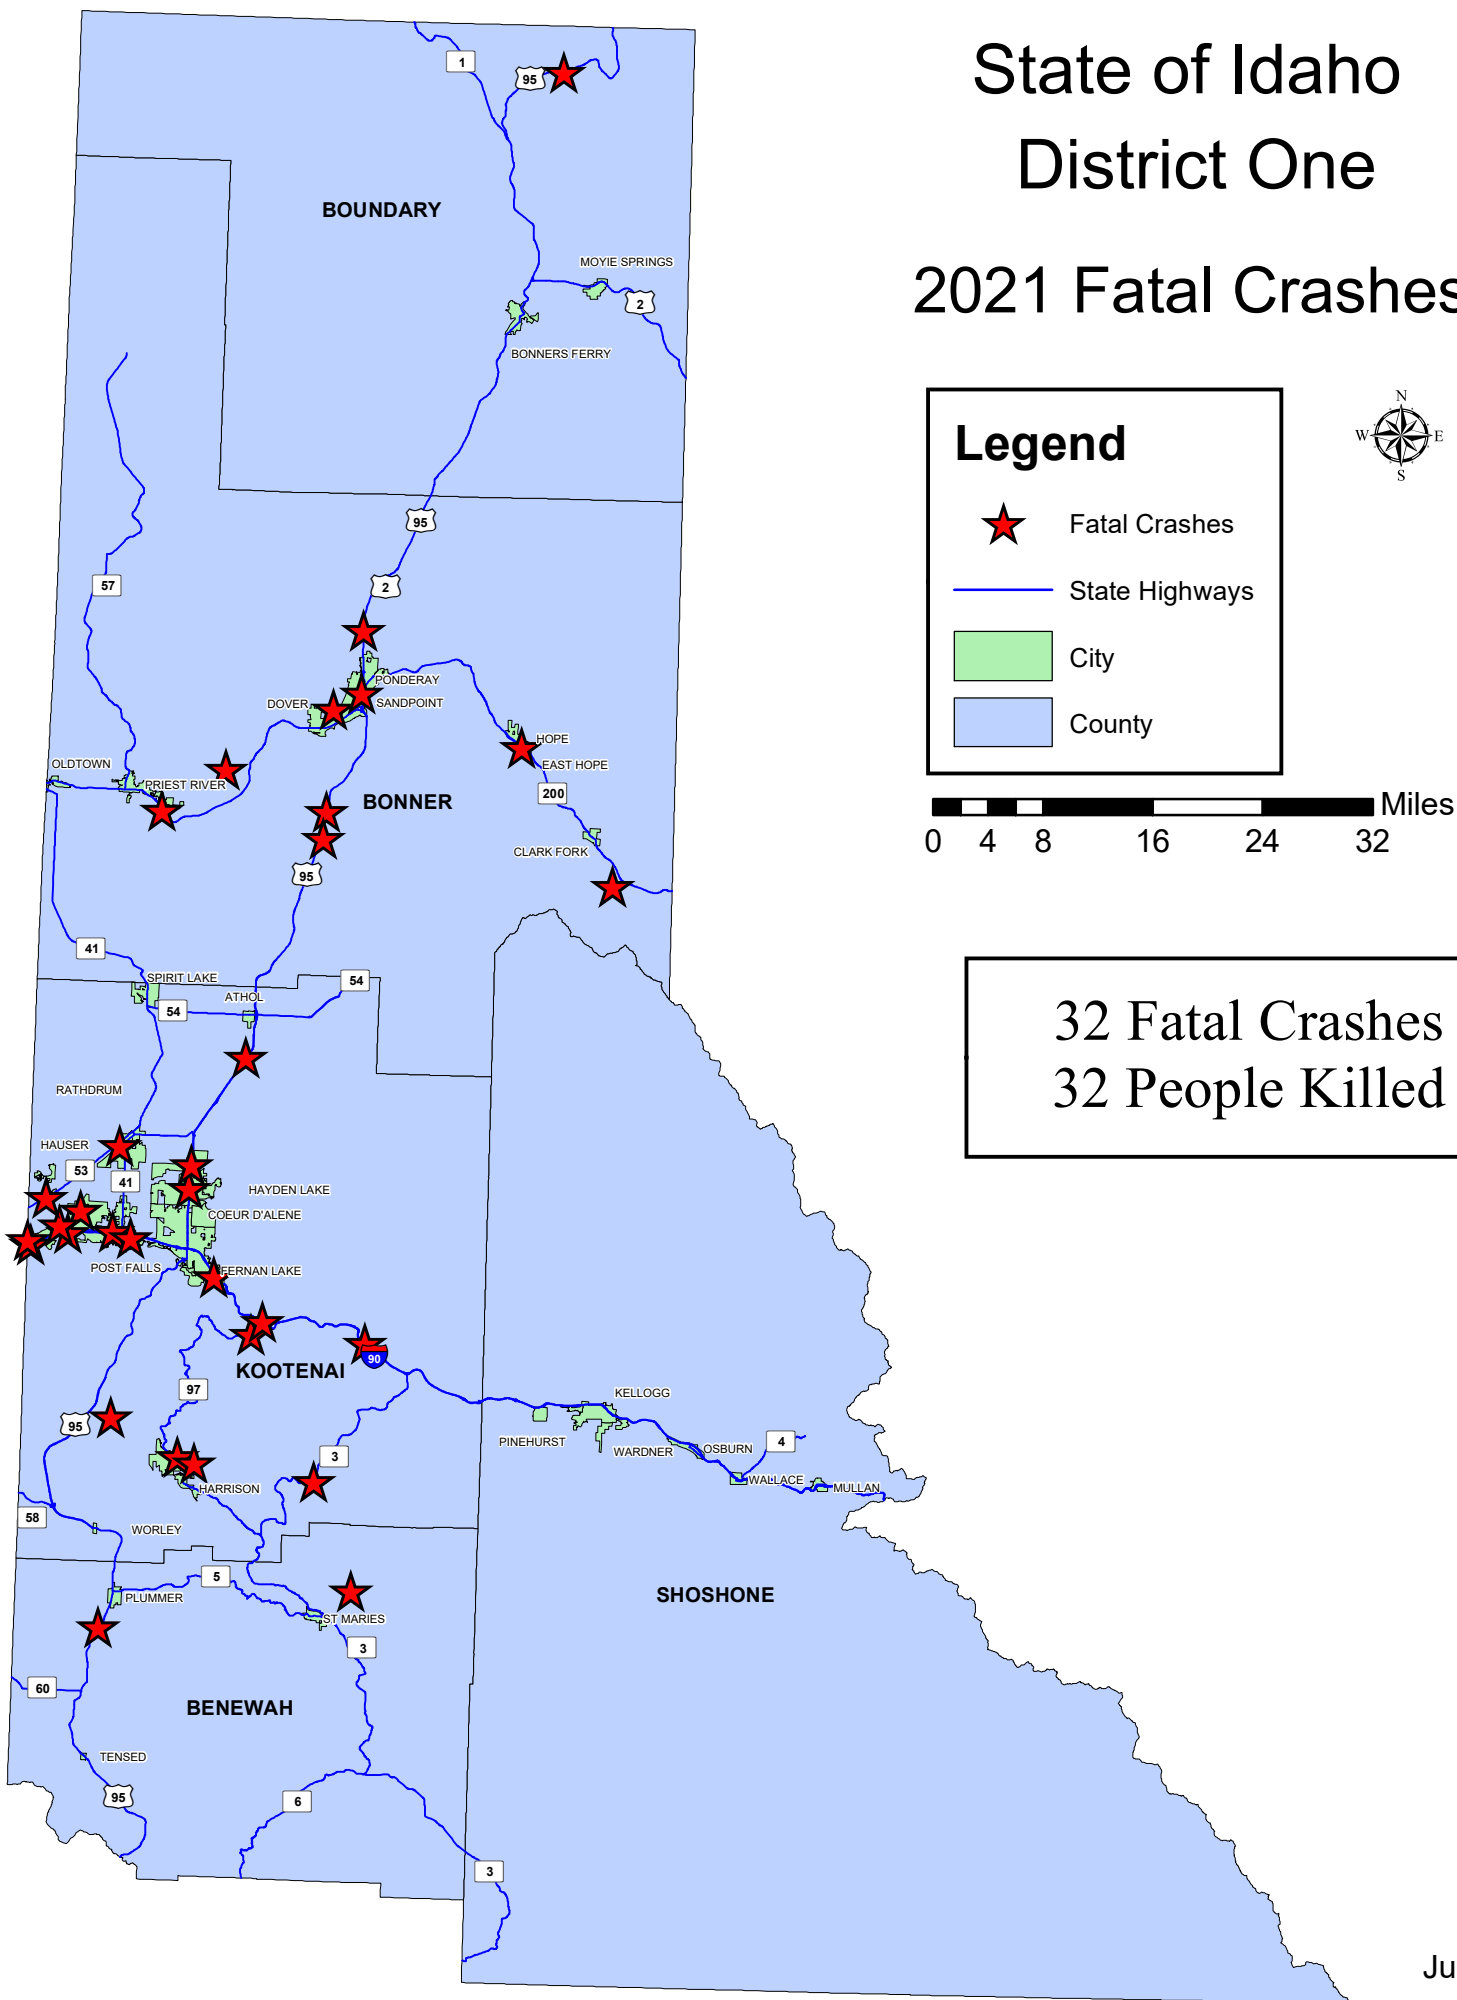 State of Idaho
District One
2021 Fatal Crashes
Legend
Fatal Crashes
State Highways
City
County
N
W E
S
Miles
0 4 8 16 24 32
32 Fatal Crashes
32 People Killed
1
95
BOUNDARY
MOYIE SPRINGS
2
BONNERS FERRY
95
57
2
PONDERAY
DOVER
SANDPOINT
HOPE
OLDTOWN
EAST HOPE
PRIEST RIVER
200
BONNER
CLARK FORK
95
41
SPIRIT LAKE
54
ATHOL
54
RATHDRUM
HAUSER
53
41
HAYDEN LAKE
COEUR D'ALENE
POST FALLS
FERNAN LAKE
90
KOOTENAI
97
KELLOGG
95
PINEHURST
WARDNER
OSBURN
4
3
WALLACE
MULLAN
HARRISON
58
WORLEY
5
PLUMMER
SHOSHONE
ST MARIES
3
60
BENEWAH
TENSED
95
6
3
Ju